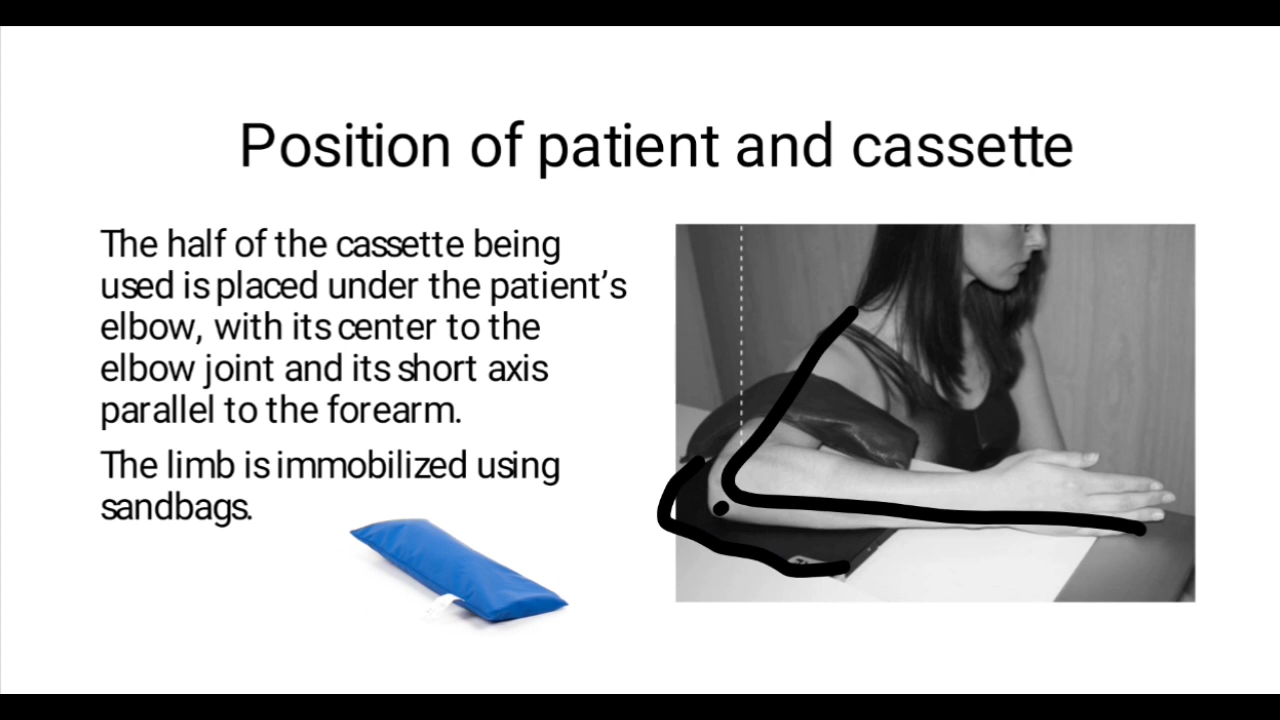 Position of patient and cassette
The half of the cassette being
used is placed under the patient’s
elbow, with its center to the
elbow joint and its short axis
parallel to the forearm.
The limb is immobilized using
sandbags.